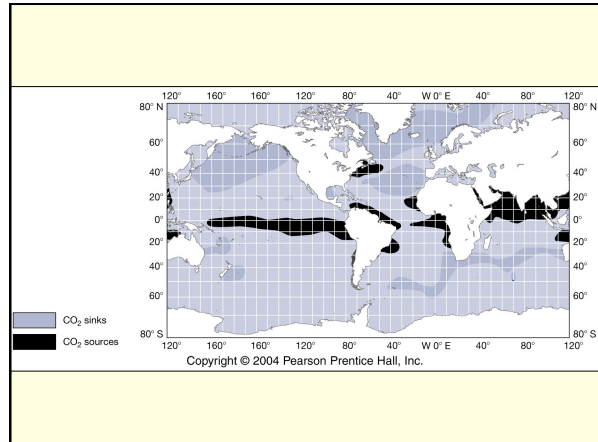 120° 160° 160° 120° 80° 40° W 0° E 40° 80° 120°
80° N 80° N
60° 60°
40° 40°
20° 20°
0° 0°
20° 20°
40° 40°
60° 60°
80° S 80° S
120° 160° 160° 120° 80° 40° W 0° E 40° 80° 120°
CO₂ sinks
CO₂ sources
Copyright © 2004 Pearson Prentice Hall, Inc.